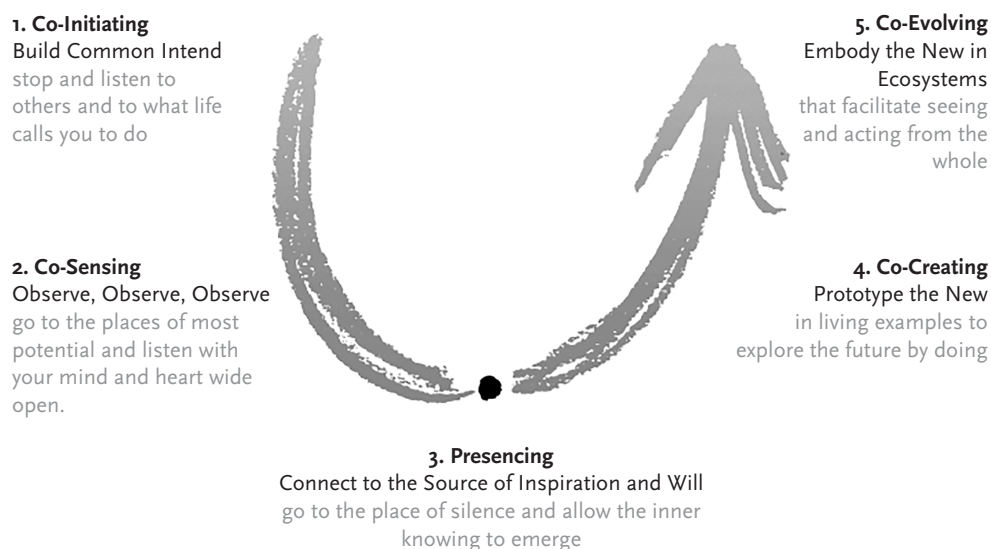 1. Co-Initiating
Build Common Intend
stop and listen to
others and to what life
calls you to do
2. Co-Sensing
Observe, Observe, Observe
go to the places of most
potential and listen with
your mind and heart wide
open.
3. Presencing
Connect to the Source of Inspiration and Will
go to the place of silence and allow the inner
knowing to emerge
4. Co-Creating
Prototype the New
in living examples to
explore the future by doing
5. Co-Evolving
Embody the New in
Ecosystems
that facilitate seeing
and acting from the
whole